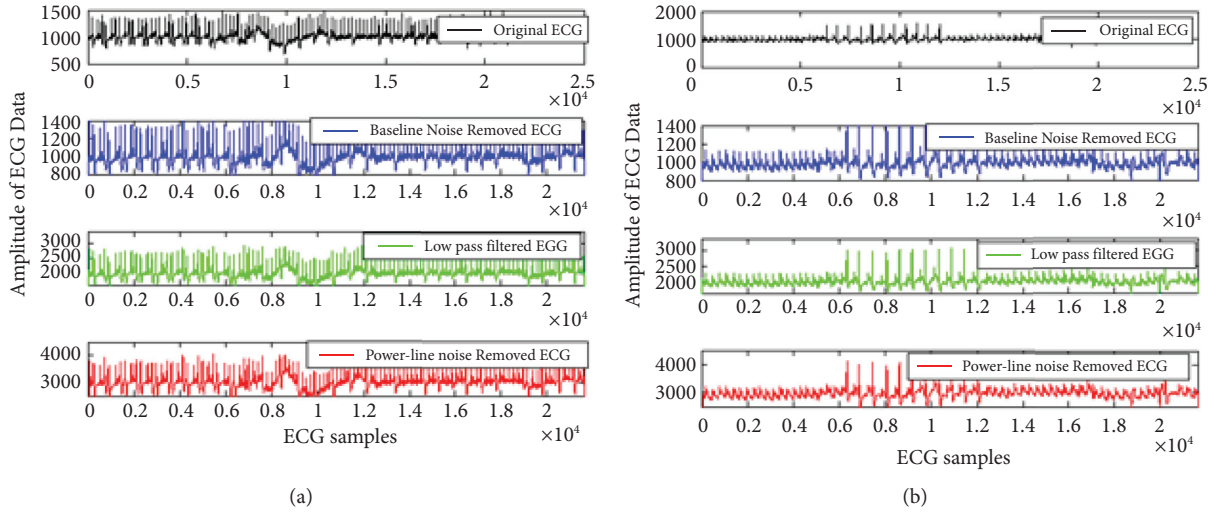 1500
1000
500
Original ECG
0 0.5 1 1.5 2 25
×10⁴
1400
1200
1000
800
Baseline Noise Removed ECG
0 0.2 0.4 0.6 0.8 1 1.2 1.4 1.6 1.8 2
×10⁴
3000
2500
2000
Low pass filtered EGG
0 0.2 0.4 0.6 0.8 1 1.2 1.4 1.6 1.8 20
×10⁴
4000
3000
Power-line noise Removed ECG
0 0.2 0.4 0.6 0.8 1 1.2 1.4 1.6 1.8 2
×10⁴
Amplitude of ECG Data
ECG samples
(a)
2000
1000
0
Original ECG
0 0.5 1 1.5 2 2.5
×10⁴
1400
1200
1000
800
Baseline Noise Removed ECG
0 0.2 0.4 0.6 0.8 1 1.2 1.4 1.6 1.8 2
×10⁴
3000
2500
2000
Low pass filtered EGG
0 0.2 0.4 0.6 0.8 1 1.2 1.4 1.6 1.8 2
×10⁴
4000
3000
Power-line noise Removed ECG
0 0.2 0.4 0.6 0.8 1 1.2 1.4 1.6 1.8 2
×10⁴
Amplitude of ECG Data
ECG samples
(b)